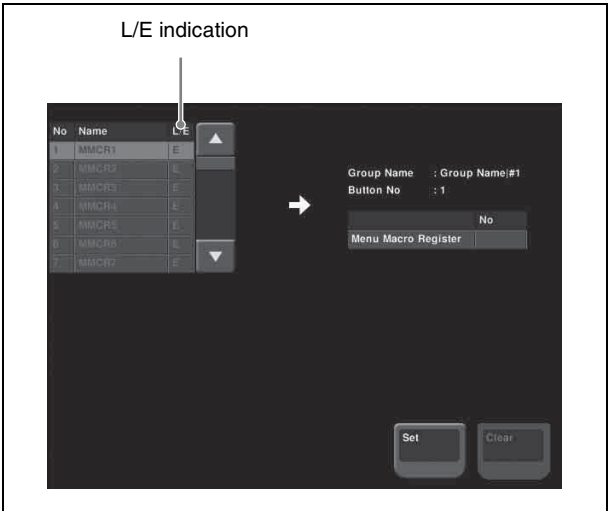 L/E indication
No Name L/E
1 MMCR1 E
2 MMCR2 E
3 MMCR3 E
4 MMCR4 E
5 MMCR5 E
6 MMCR6 E
7 MMCR7 E
Group Name : Group Name|#1
Button No : 1
No
Menu Macro Register
Set Clear